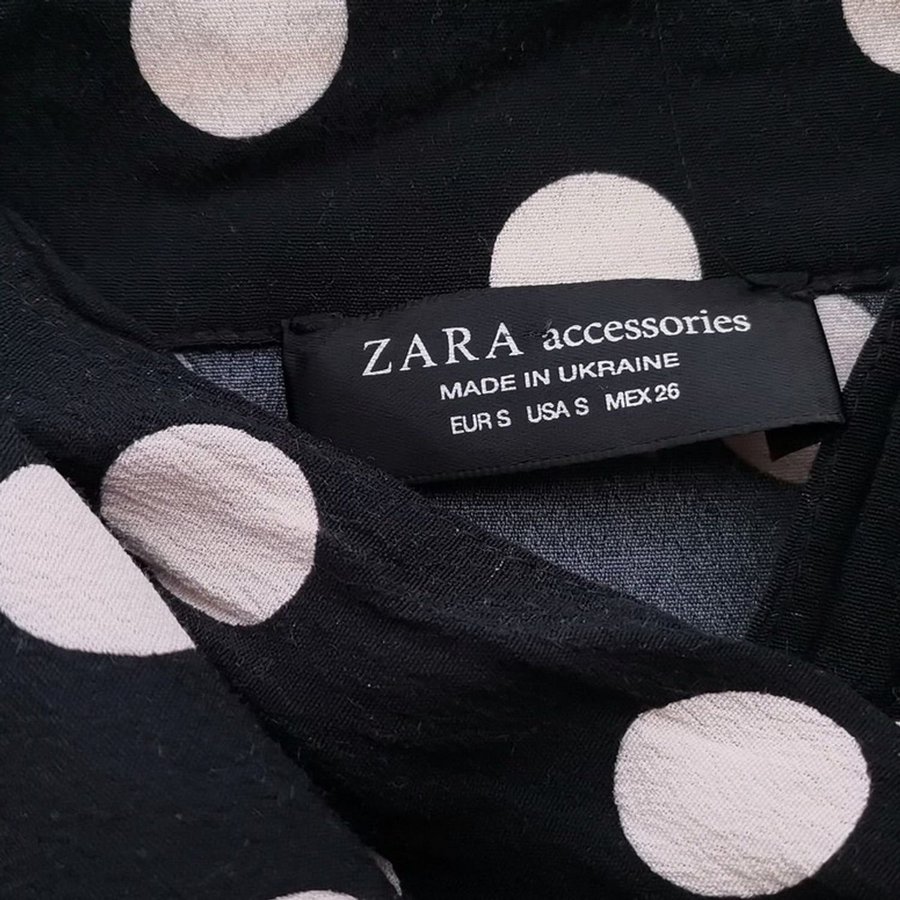 ZARA accessories
MADE IN UKRAINE
EUR S USA S MEX 26